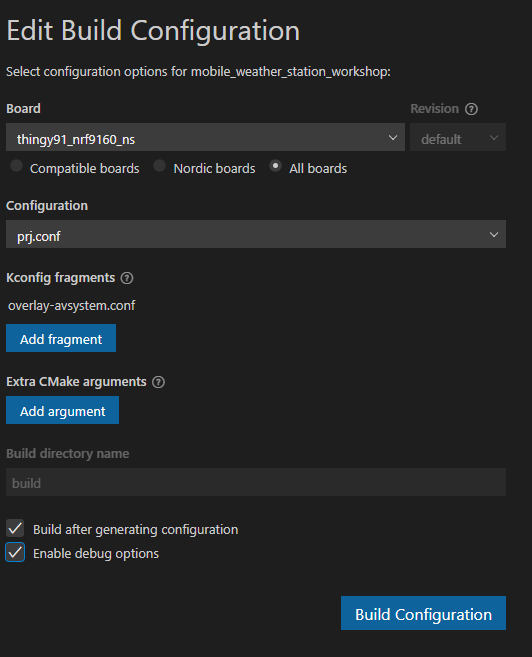 Edit Build Configuration
Select configuration options for mobile_weather_station_workshop:
Board Revision ?
thingy91_nrf9160_ns default
Compatible boards Nordic boards All boards
Configuration
prj.conf
Kconfig fragments ?
overlay-avsystem.conf
Add fragment
Extra CMake arguments ?
Add argument
Build directory name
build
Build after generating configuration
Enable debug options
Build Configuration